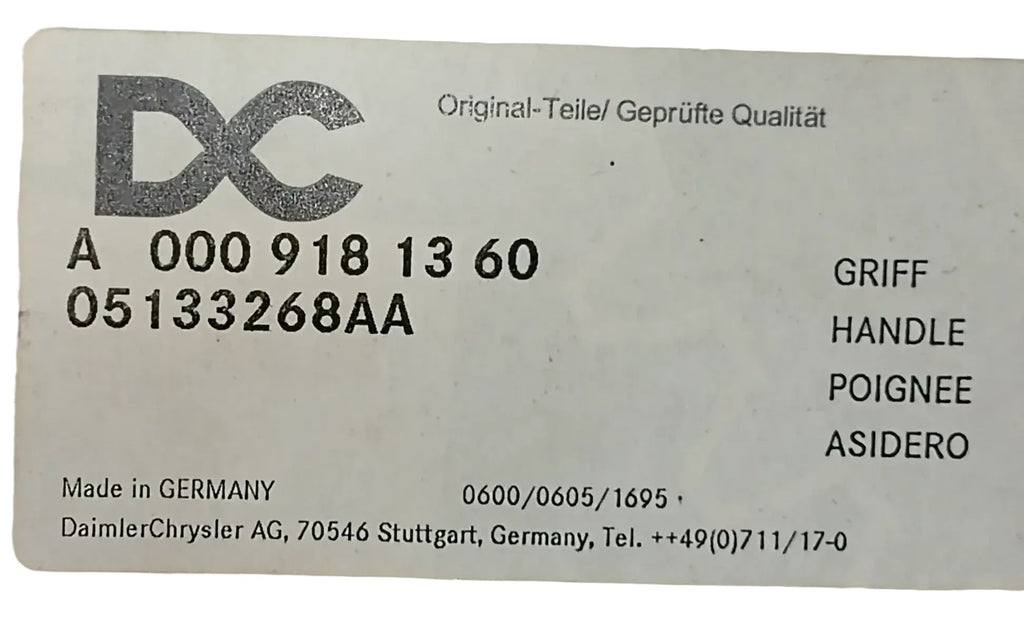 DC
Original-Teile/ Geprüfte Qualität
A 000 918 13 60
05133268AA
GRIFF
HANDLE
POIGNEE
ASIDERO
Made in GERMANY 0600/0605/1695
DaimlerChrysler AG, 70546 Stuttgart, Germany, Tel. ++49(0)711/17-0